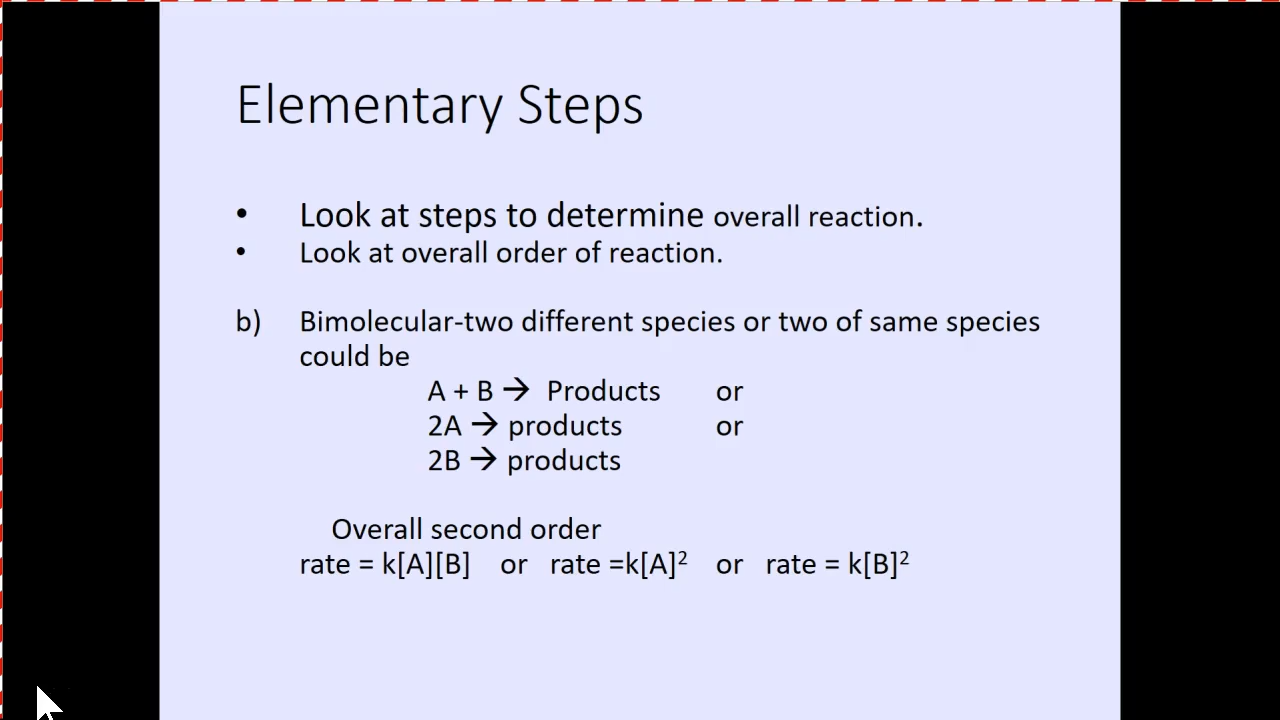 Elementary Steps
• Look at steps to determine overall reaction.
• Look at overall order of reaction.
b) Bimolecular-two different species or two of same species
could be
A + B → Products or
2A → products or
2B → products
Overall second order
rate = k[A][B] or rate =k[A]² or rate = k[B]²